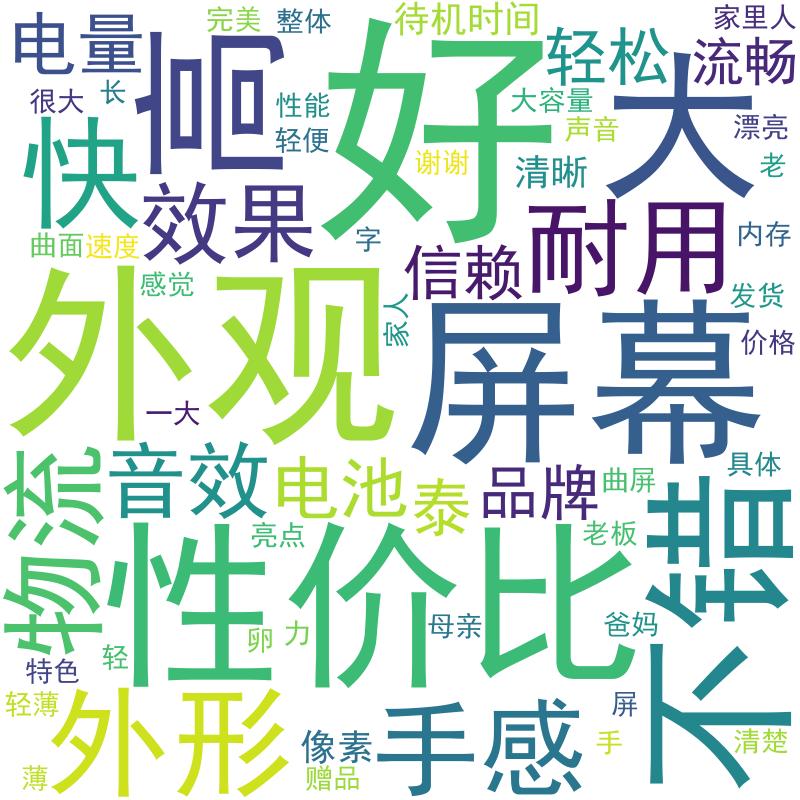 完美
整体
待机时间
家里人
电量
高
好
轻松
流畅
很大
长
性能
大容量
大
快
轻便
声音
漂亮
谢谢
清晰
老
效果
耐用
曲面
速度
字
信赖
内存
感觉
家人
发货
外观
屏幕
价格
一大
物流
音效
电池
泰
品牌
曲屏
具体
不错
性价比
亮点
老板
卵
力
母亲
爸妈
轻
特色
轻薄
外形
手感
屏
像素
手
清楚
薄
赠品